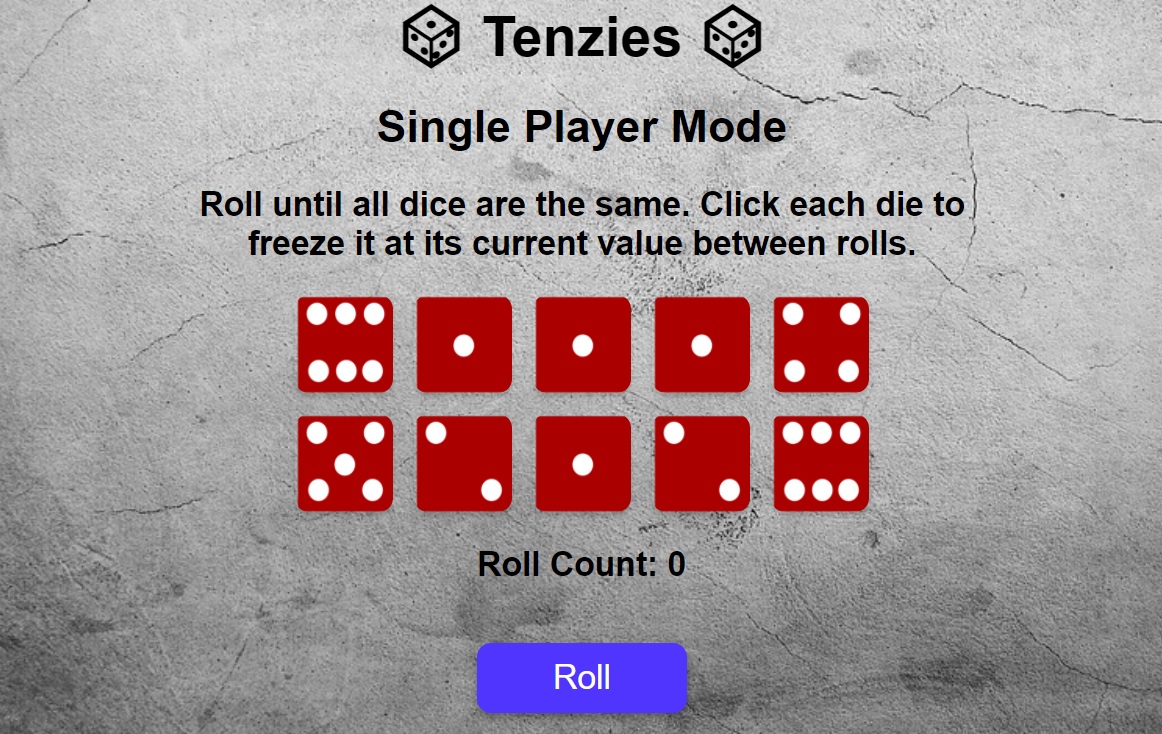 Tenzies
Single Player Mode
Roll until all dice are the same. Click each die to
freeze it at its current value between rolls.
Roll Count: 0
Roll